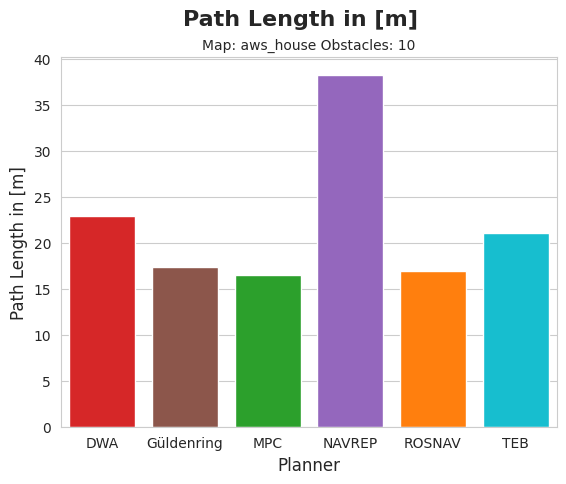 Path Length in [m]
Map: aws_house Obstacles: 10
Path Length in [m]
40
35
30
25
20
15
10
5
0
DWA Güldenring MPC NAVREP ROSNAV TEB
Planner